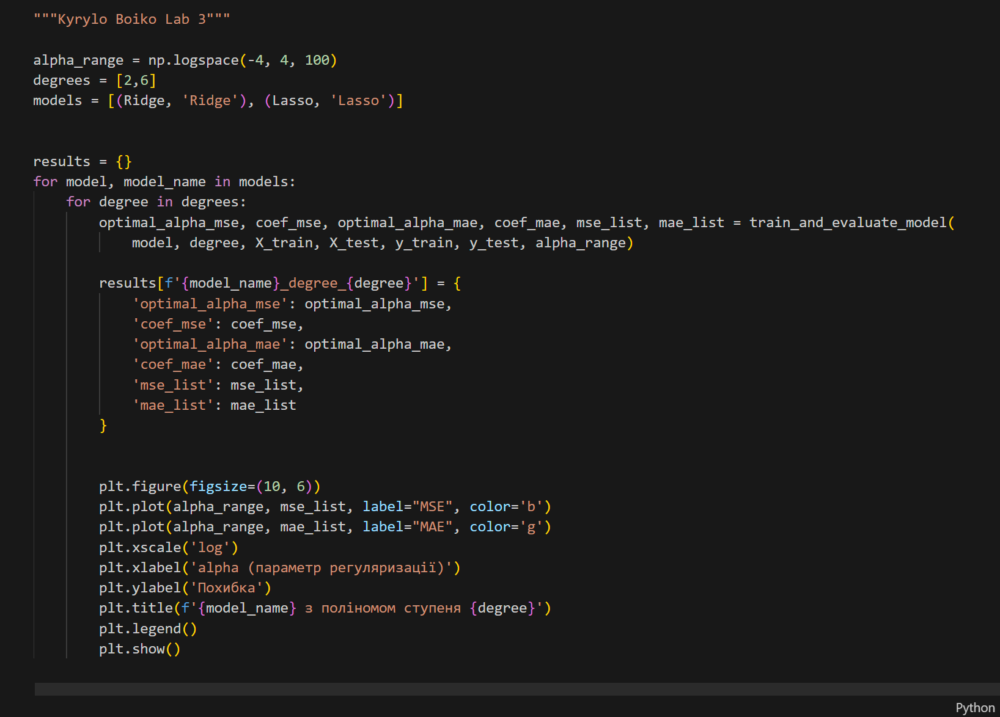 """Kyrylo Boiko Lab 3"""
alpha_range = np.logspace(-4, 4, 100)
degrees = [2,6]
models = [(Ridge, 'Ridge'), (Lasso, 'Lasso')]
results = {}
for model, model_name in models:
    for degree in degrees:
        optimal_alpha_mse, coef_mse, optimal_alpha_mae, coef_mae, mse_list, mae_list = train_and_evaluate_model(
            model, degree, X_train, X_test, y_train, y_test, alpha_range)
        results[f'{model_name}_degree_{degree}'] = {
            'optimal_alpha_mse': optimal_alpha_mse,
            'coef_mse': coef_mse,
            'optimal_alpha_mae': optimal_alpha_mae,
            'coef_mae': coef_mae,
            'mse_list': mse_list,
            'mae_list': mae_list
        }
        plt.figure(figsize=(10, 6))
        plt.plot(alpha_range, mse_list, label="MSE", color='b')
        plt.plot(alpha_range, mae_list, label="MAE", color='g')
        plt.xscale('log')
        plt.xlabel('alpha (параметр регуляризації)')
        plt.ylabel('Похибка')
        plt.title(f'{model_name} з поліномом ступеня {degree}')
        plt.legend()
        plt.show()
Python